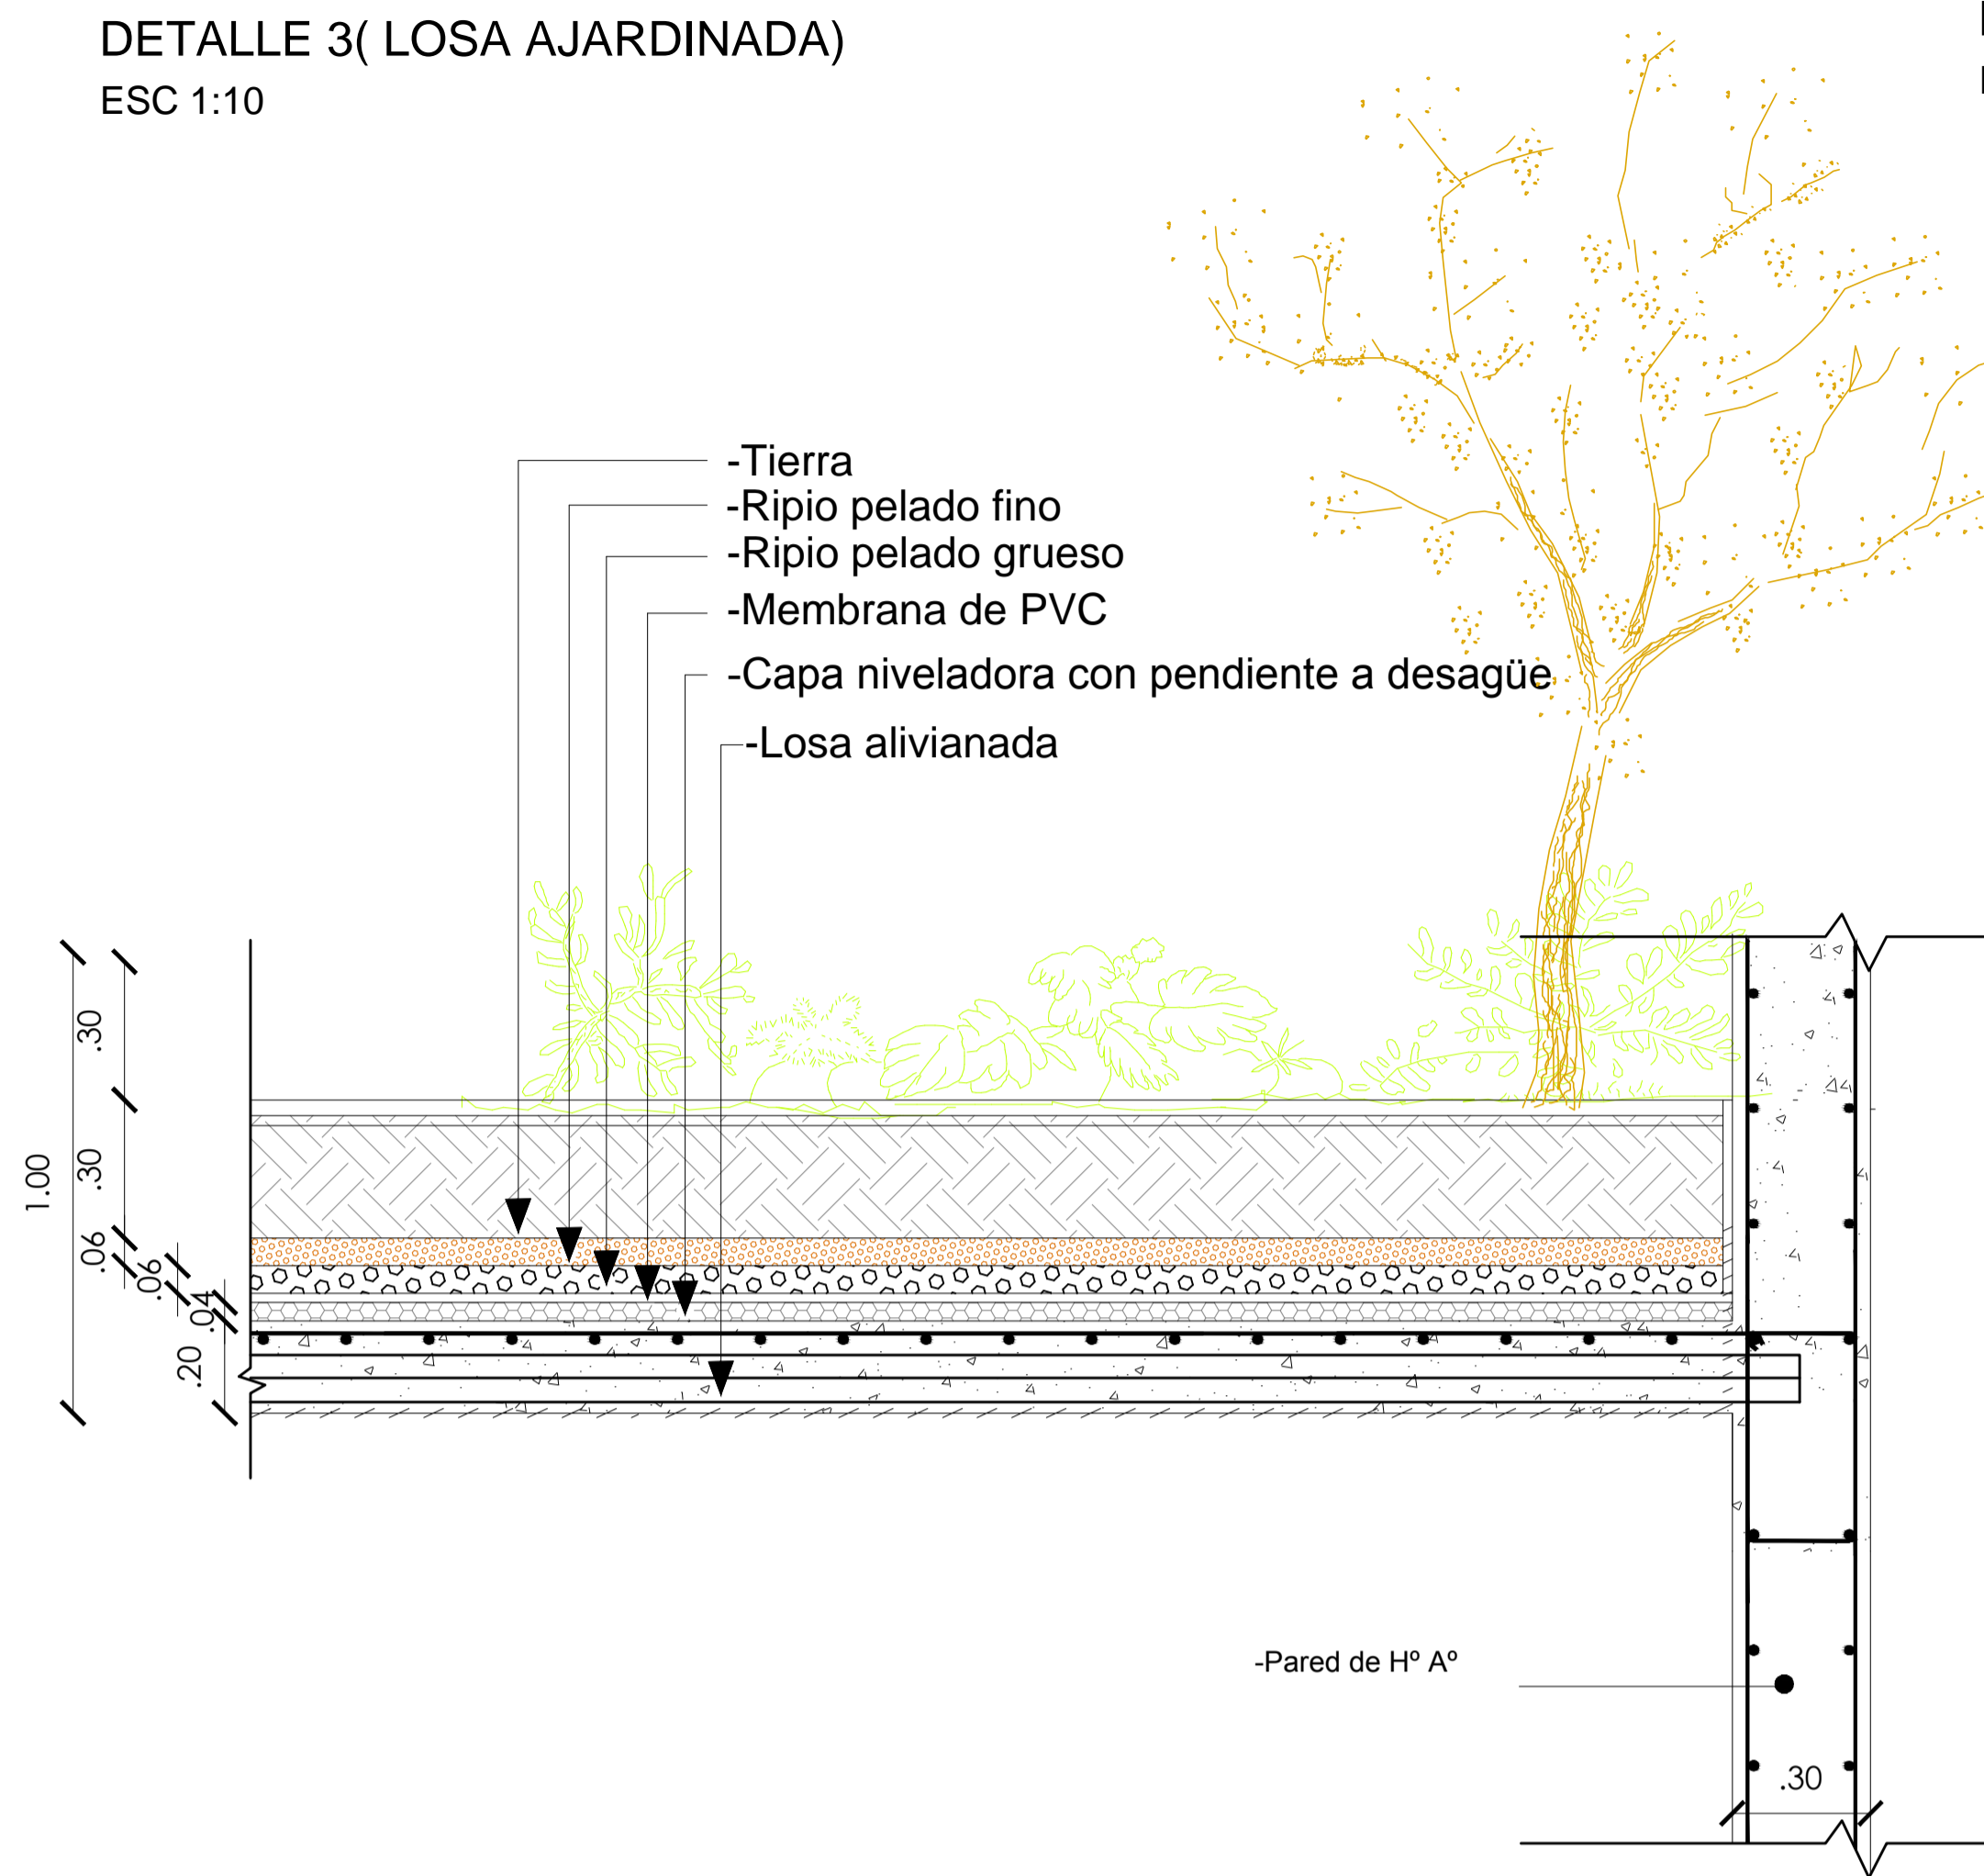 DETALLE 3( LOSA AJARDINADA)
ESC 1:10
-Tierra
-Ripio pelado fino
-Ripio pelado grueso
-Membrana de PVC
-Capa niveladora con pendiente a desagüe
-Losa alivianada
.30
1.00
.30
.06
.06
.04
.20
-Pared de Hº Aº
.30